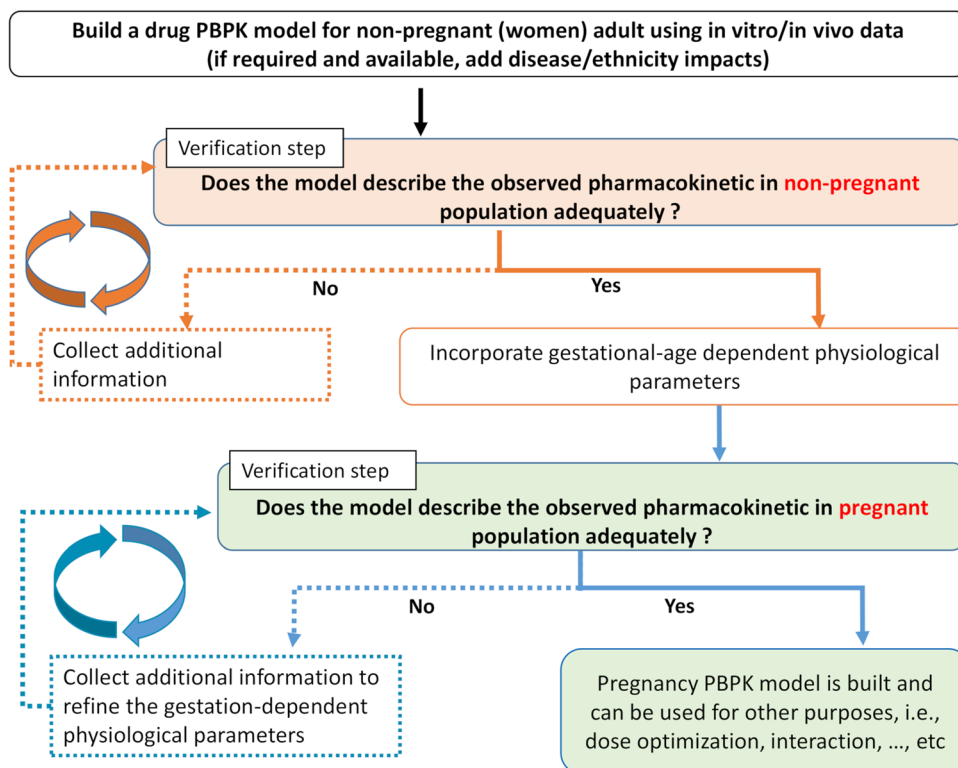 Build a drug PBPK model for non-pregnant (women) adult using in vitro/in vivo data
(if required and available, add disease/ethnicity impacts)
Verification step
Does the model describe the observed pharmacokinetic in non-pregnant
population adequately ?
No
Yes
Collect additional
information
Incorporate gestational-age dependent physiological
parameters
Verification step
Does the model describe the observed pharmacokinetic in pregnant
population adequately ?
No
Yes
Collect additional information to
refine the gestation-dependent
physiological parameters
Pregnancy PBPK model is built and
can be used for other purposes, i.e.,
dose optimization, interaction, ..., etc